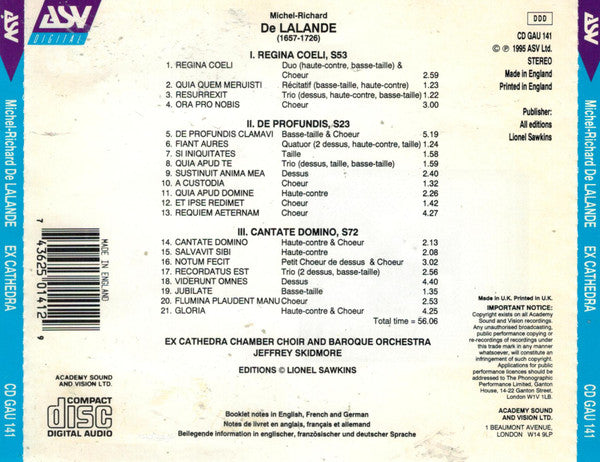 ASV
DIGITAL
Michel-Richard De LALANDE
EX CATHEDRA
CD GAU 141
Michel-Richard
De LALANDE
(1657-1726)
I. REGINA COELI, S53
1. REGINA COELI Duo (haute-contre, basse-taille) &
Choeur 2.59
2. QUIA QUEM MERUISTI Récitatif (basse-taille, haute-contre) 1.23
3. RESURREXIT Trio (dessus, haute-contre, basse-taille) 1.22
4. ORA PRO NOBIS Choeur 3.00
II. DE PROFUNDIS, S23
5. DE PROFUNDIS CLAMAVI Basse-taille & Choeur 5.19
6. FIANT AURES Quatuor (2 dessus, haute-contre, taille) 1.24
7. SI INIQUITATES Taille 1.58
8. QUIA APUD TE Trio (dessus, taille, basse-taille) 1.59
9. SUSTINUIT ANIMA MEA Dessus 2.40
10. A CUSTODIA Choeur 1.32
11. QUIA APUD DOMINE Haute-contre 2.26
12. ET IPSE REDIMET Choeur 1.42
13. REQUIEM AETERNAM Choeur 4.27
III. CANTATE DOMINO, S72
14. CANTATE DOMINO Haute-contre & Choeur 2.13
15. SALVAVIT SIBI Haute-contre 2.08
16. NOTUM FECIT Petit Choeur de dessus & Choeur 3.02
17. RECORDATUS EST Trio (2 dessus, haute-contre) 2.12
18. VIDERUNT OMNES Dessus 4.30
19. JUBILATE Basse-taille 1.35
20. FLUMINA PLAUDENT MANU Choeur 2.53
21. GLORIA Haute-contre & Choeur 4.25
Total time = 56.06
EX CATHEDRA CHAMBER CHOIR AND BAROQUE ORCHESTRA
JEFFREY SKIDMORE
EDITIONS © LIONEL SAWKINS
Booklet notes in English, French and German
Notes de livret en anglais, français et allemand
Beilegende information in englischer, französischer und deutscher Sprache
DDD
CD GAU 141
© ℗ 1995 ASV Ltd.
STEREO
Made in England
Printed in England
Publisher:
All editions
Lionel Sawkins
MADE IN ENGLAND
7 43625 01412 9
ACADEMY SOUND
AND VISION LTD.
COMPACT
disc
DIGITAL AUDIO
Made in U.K. Printed in U.K.
IMPORTANT NOTICE:
Copyright exists on all Academy
Sound and Vision recordings.
Any unauthorised broadcasting,
public performance, copying or
re-recording of recordings under
this trade mark in any manner
whatsoever, will constitute an
infringement of such copyright.
Applications for public
performance licences should be
addressed to The Phonographic
Performance Limited, Ganton
House, 14-22 Ganton Street,
London W1V 1LB.
ACADEMY SOUND
AND VISION LTD.
1 BEAUMONT AVENUE,
LONDON W14 9LP
ASV
DIGITAL
Michel-Richard De LALANDE
EX CATHEDRA
CD GAU 141